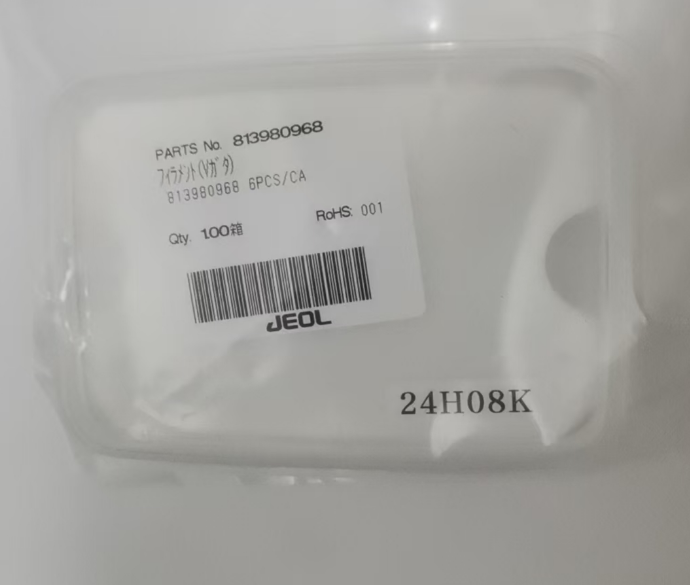 PARTS No. 813980968
フィラメント(Vガタ)
813980968 6PCS/CA
RoHS: 001
Qty. 1.00箱
JEOL
24H08K